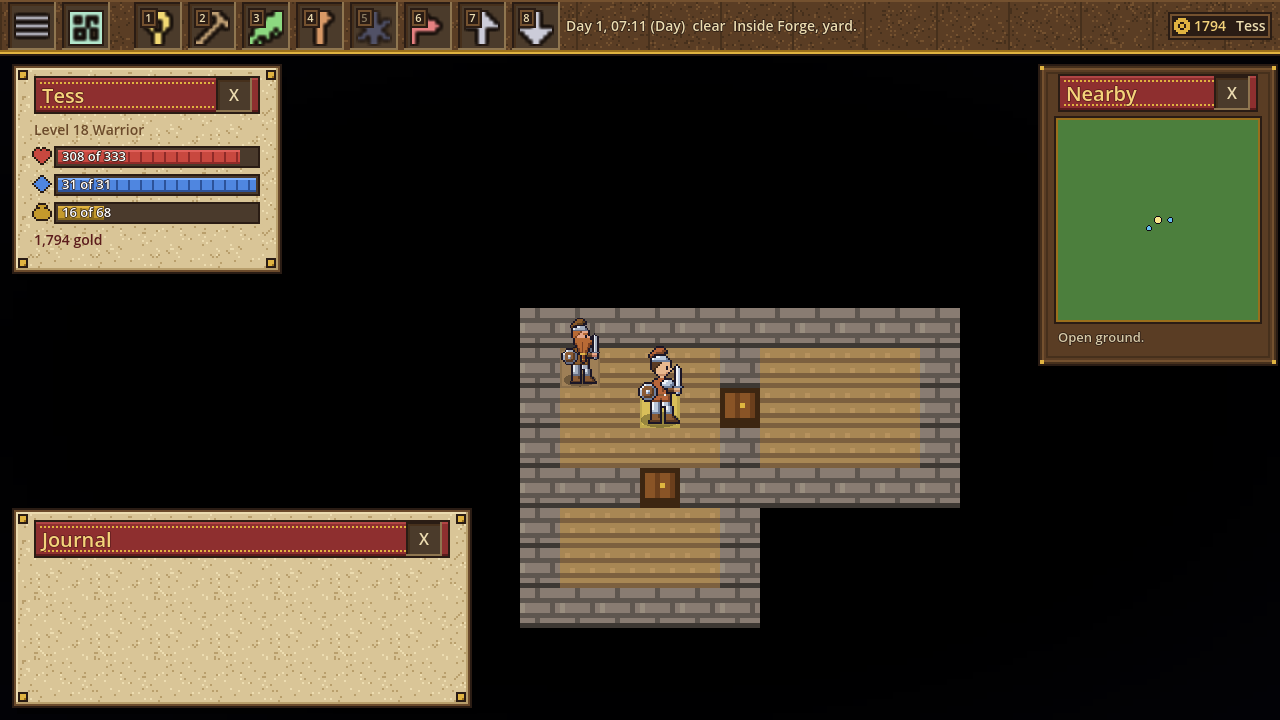 1 2 3 4 5 6 7 8 Day 1, 07:11 (Day) clear Inside Forge, yard. 1794 Tess
Tess X
Level 18 Warrior
308 of 333
31 of 31
16 of 68
1,794 gold
Nearby X
Open ground.
Journal X